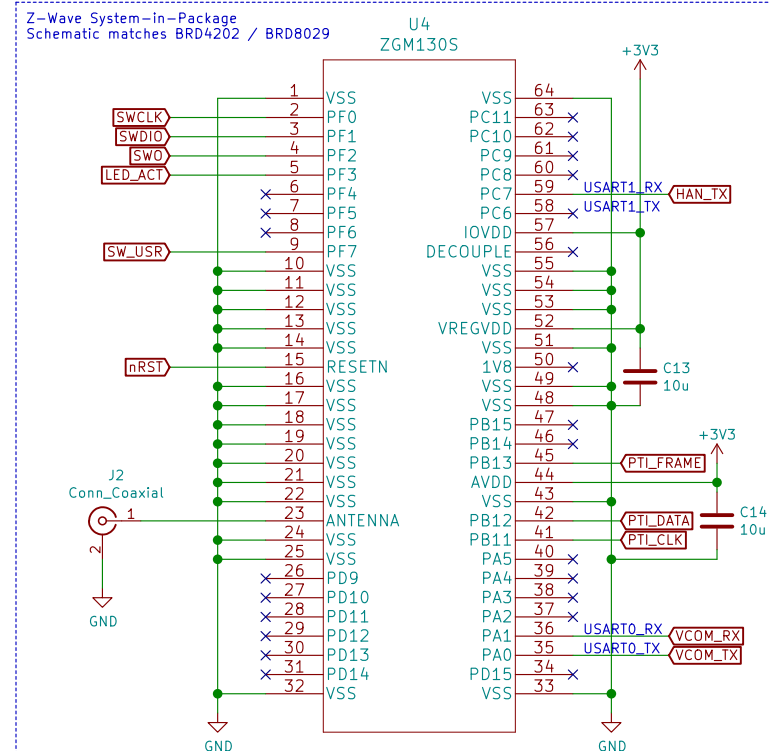 Z-Wave System-in-Package
Schematic matches BRD4202 / BRD8029
U4
ZGM130S
+3V3
1 VSS VSS 64
SWCLK 2 PF0 PC11 63
SWDIO 3 PF1 PC10 62
SWO 4 PF2 PC9 61
LED_ACT 5 PF3 PC8 60
6 PF4 PC7 59 USART1_RX HAN_TX
7 PF5 PC6 58 USART1_TX
8 PF6 IOVDD 57
SW_USR 9 PF7 DECOUPLE 56
10 VSS VSS 55
11 VSS VSS 54
12 VSS VSS 53
13 VSS VREGVDD 52
14 VSS VSS 51
nRST 15 RESETN 1V8 50
C13
10u
16 VSS VSS 49
17 VSS VSS 48
18 VSS PB15 47
19 VSS PB14 46
+3V3
20 VSS PB13 45 PTI_FRAME
21 VSS AVDD 44
J2
Conn_Coaxial
22 VSS VSS 43
1 23 ANTENNA PB12 42 PTI_DATA
C14
10u
24 VSS PB11 41 PTI_CLK
2
25 VSS PA5 40
26 PD9 PA4 39
27 PD10 PA3 38
GND
28 PD11 PA2 37
29 PD12 PA1 36 USART0_RX VCOM_RX
30 PD13 PA0 35 USART0_TX VCOM_TX
31 PD14 PD15 34
32 VSS VSS 33
GND GND